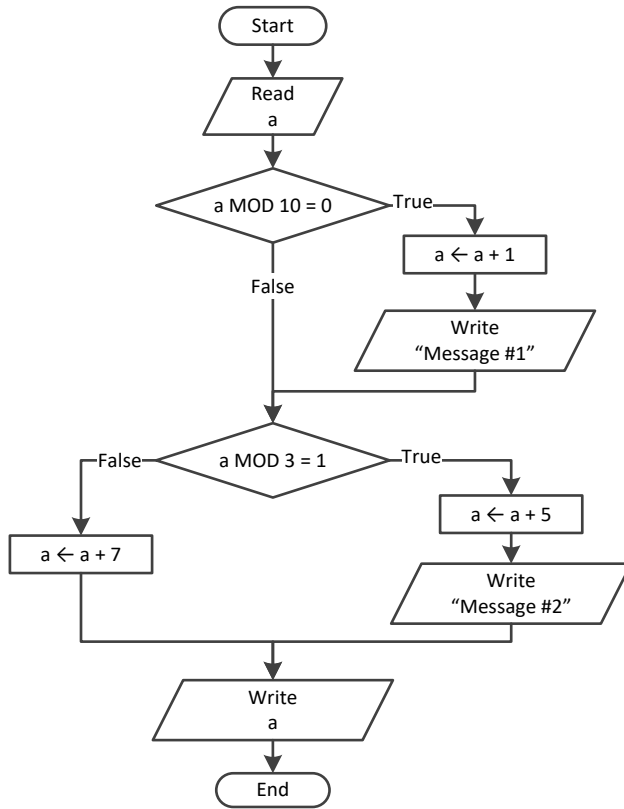 Start
Read
a
a MOD 10 = 0
True
a ← a + 1
False
Write
“Message #1”
a MOD 3 = 1
False
True
a ← a + 5
a ← a + 7
Write
“Message #2”
Write
a
End